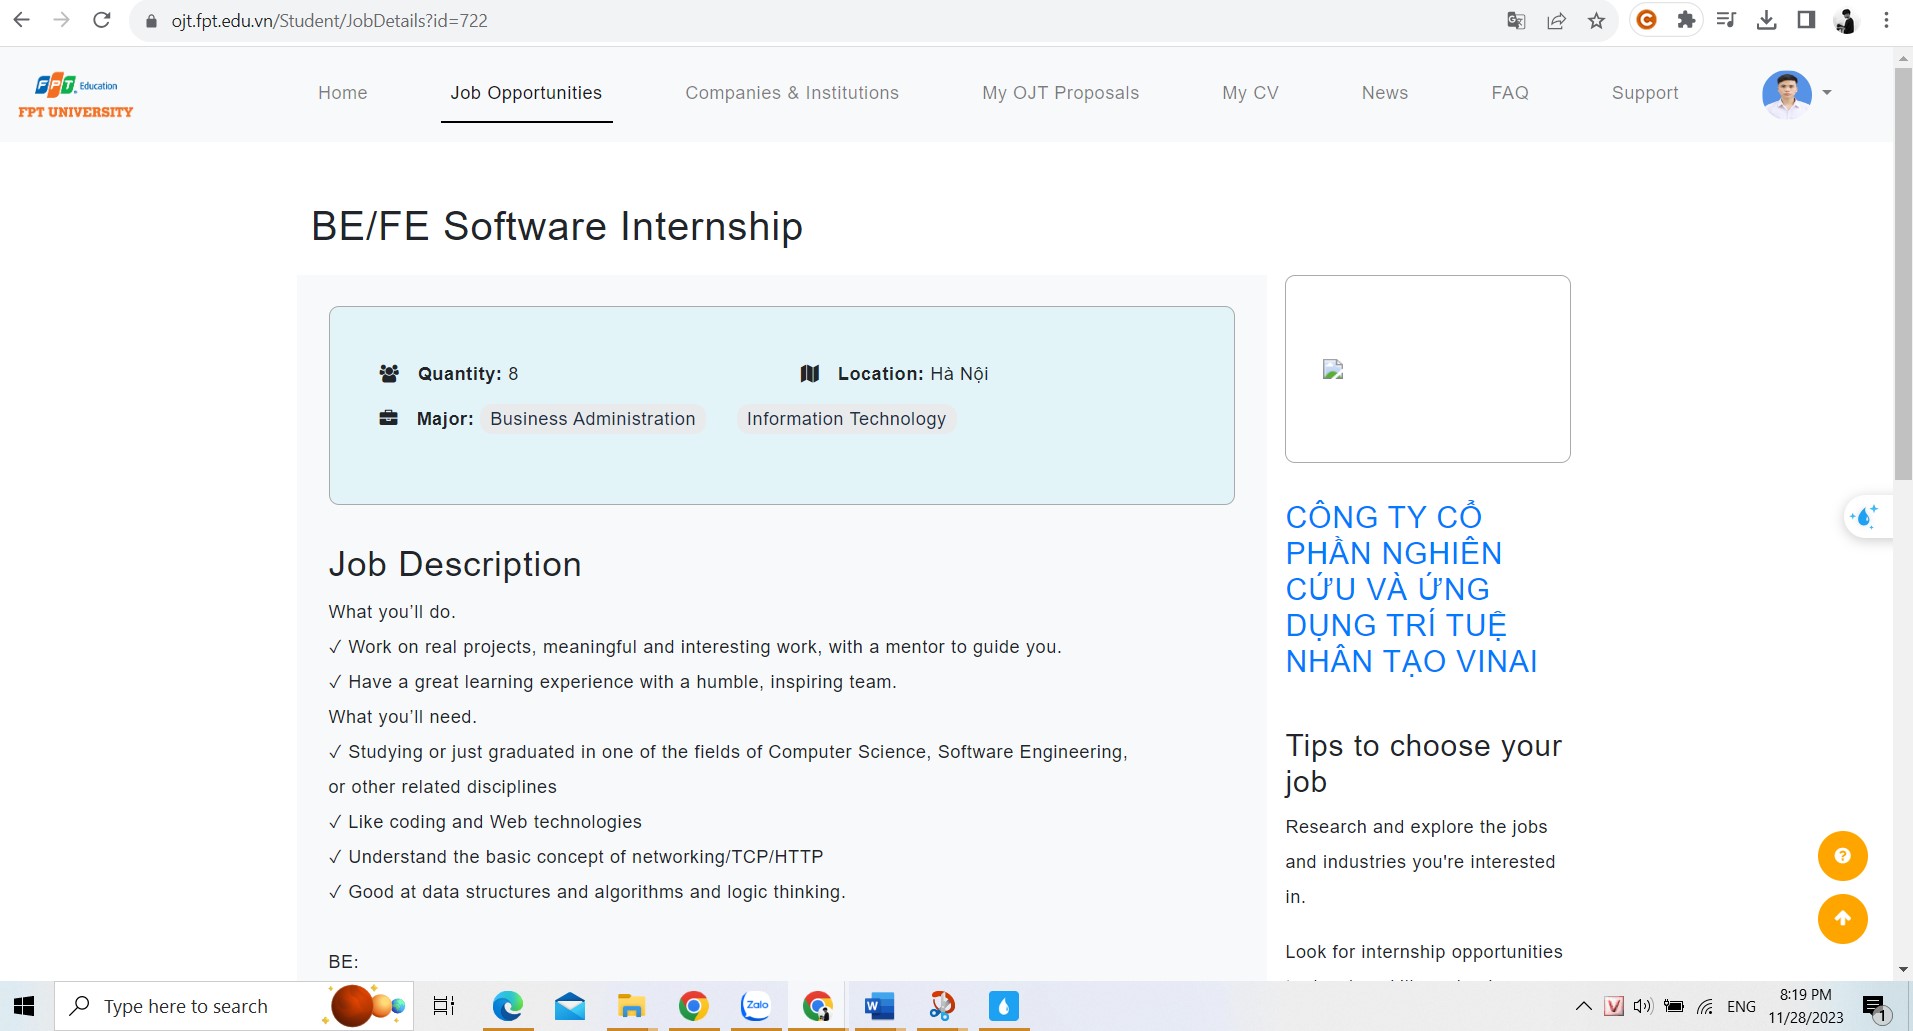 ojt.fpt.edu.vn/Student/JobDetails?id=722
FPT Education
FPT UNIVERSITY
Home
Job Opportunities
Companies & Institutions
My OJT Proposals
My CV
News
FAQ
Support
BE/FE Software Internship
Quantity: 8
Location: Hà Nội
Major: Business Administration Information Technology
Job Description
What you’ll do.
✓ Work on real projects, meaningful and interesting work, with a mentor to guide you.
✓ Have a great learning experience with a humble, inspiring team.
What you’ll need.
✓ Studying or just graduated in one of the fields of Computer Science, Software Engineering,
or other related disciplines
✓ Like coding and Web technologies
✓ Understand the basic concept of networking/TCP/HTTP
✓ Good at data structures and algorithms and logic thinking.
BE:
CÔNG TY CỔ
PHẦN NGHIÊN
CỨU VÀ ỨNG
DỤNG TRÍ TUỆ
NHÂN TẠO VINAI
Tips to choose your
job
Research and explore the jobs
and industries you're interested
in.
Look for internship opportunities
Type here to search
Zalo
ENG
8:19 PM
11/28/2023
1